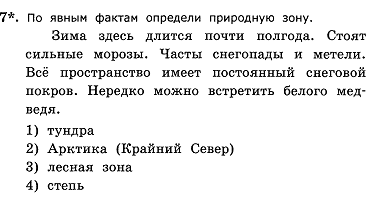 7*. По явным фактам определи природную зону.
Зима здесь длится почти полгода. Стоят
сильные морозы. Часты снегопады и метели.
Всё пространство имеет постоянный снеговой
покров. Нередко можно встретить белого мед-
ведя.
1) тундра
2) Арктика (Крайний Север)
3) лесная зона
4) степь